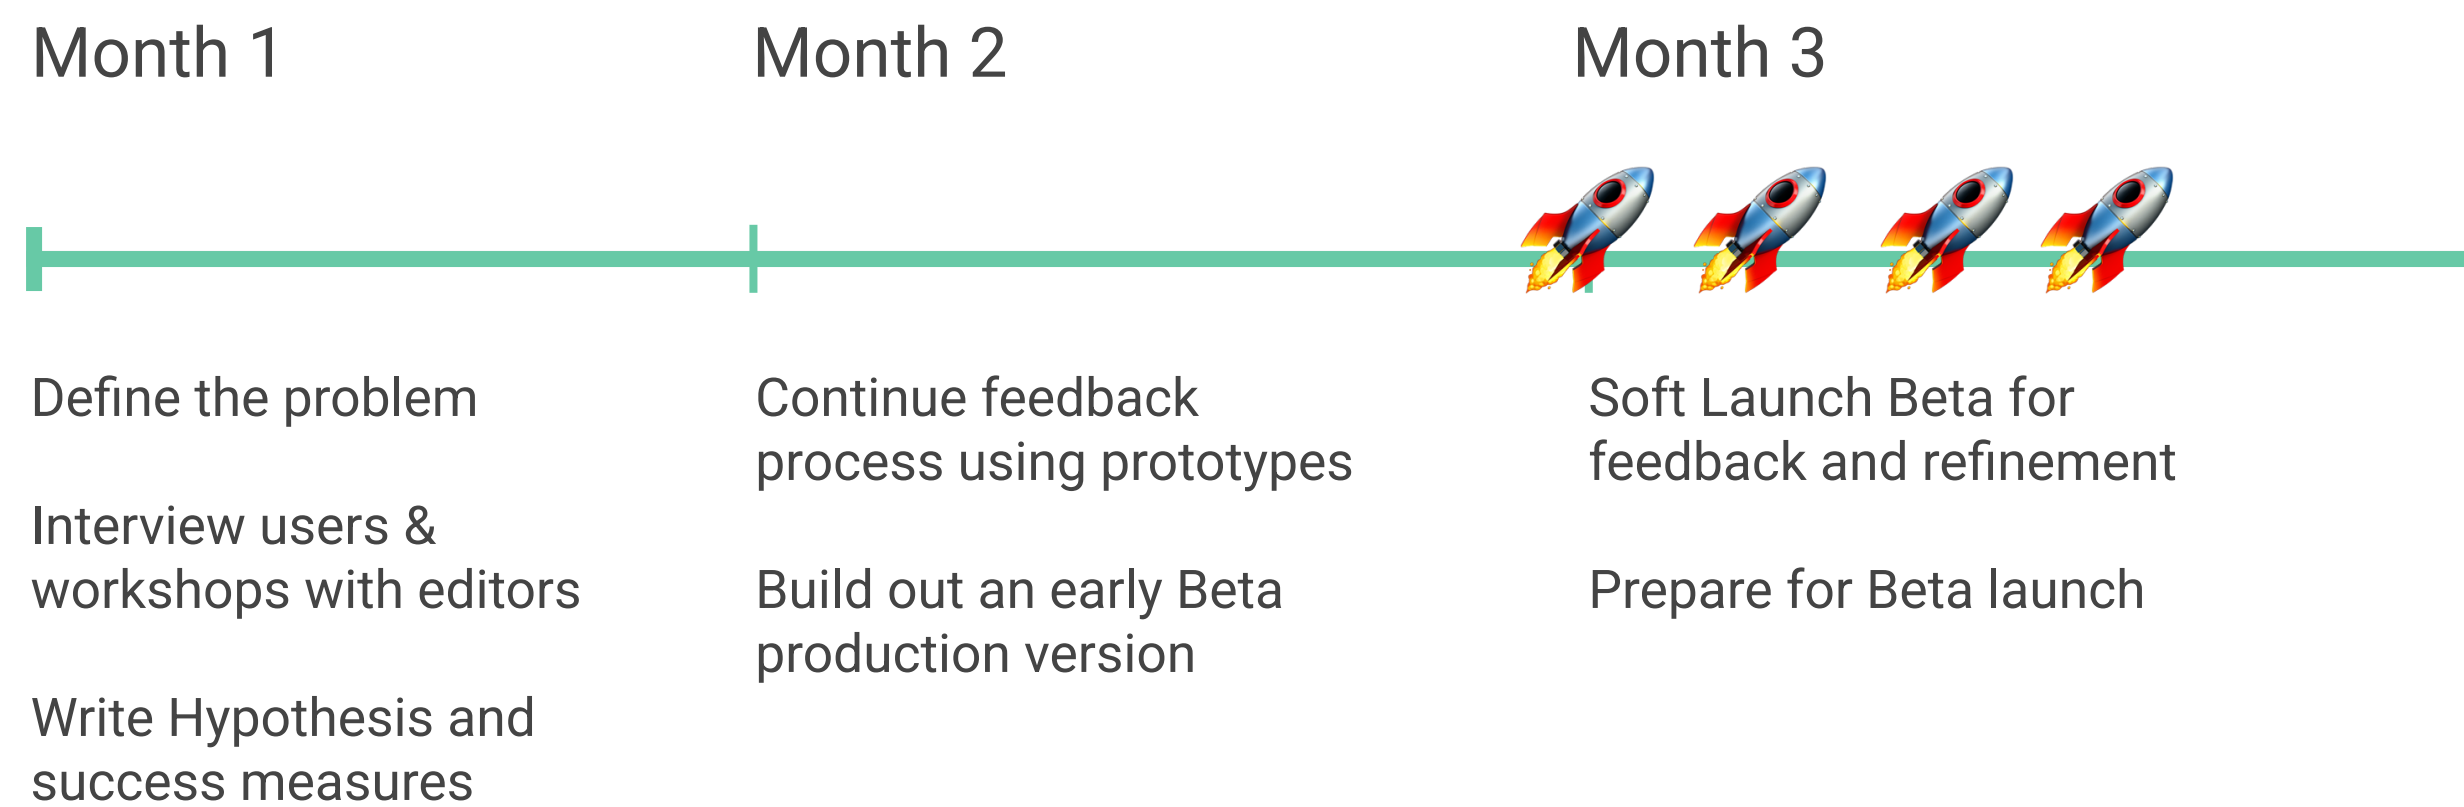 Month 1
Month 2
Month 3
Define the problem
Interview users &
workshops with editors
Write Hypothesis and
success measures
Continue feedback
process using prototypes
Build out an early Beta
production version
Soft Launch Beta for
feedback and refinement
Prepare for Beta launch